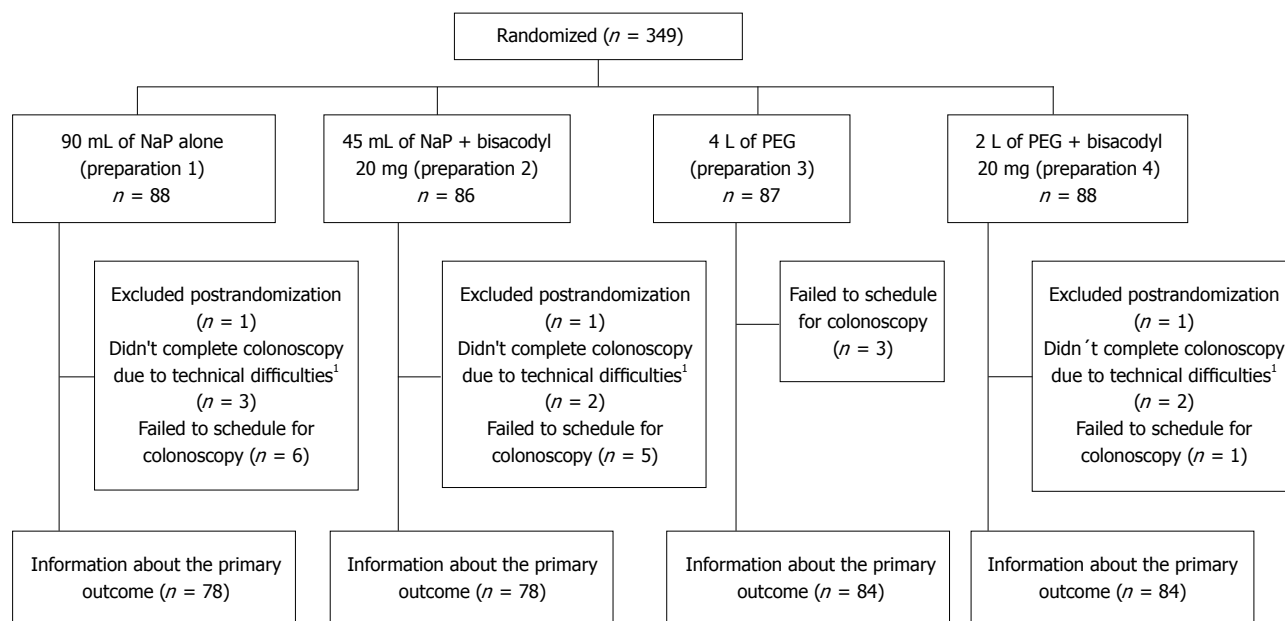 Randomized (n = 349)
90 mL of NaP alone
(preparation 1)
n = 88
45 mL of NaP + bisacodyl
20 mg (preparation 2)
n = 86
4 L of PEG
(preparation 3)
n = 87
2 L of PEG + bisacodyl
20 mg (preparation 4)
n = 88
Excluded postrandomization
(n = 1)
Didn't complete colonoscopy
due to technical difficulties¹
(n = 3)
Failed to schedule for
colonoscopy (n = 6)
Excluded postrandomization
(n = 1)
Didn't complete colonoscopy
due to technical difficulties¹
(n = 2)
Failed to schedule for
colonoscopy (n = 5)
Failed to schedule
for colonoscopy
(n = 3)
Excluded postrandomization
(n = 1)
Didn´t complete colonoscopy
due to technical difficulties¹
(n = 2)
Failed to schedule for
colonoscopy (n = 1)
Information about the primary
outcome (n = 78)
Information about the primary
outcome (n = 78)
Information about the primary
outcome (n = 84)
Information about the primary
outcome (n = 84)